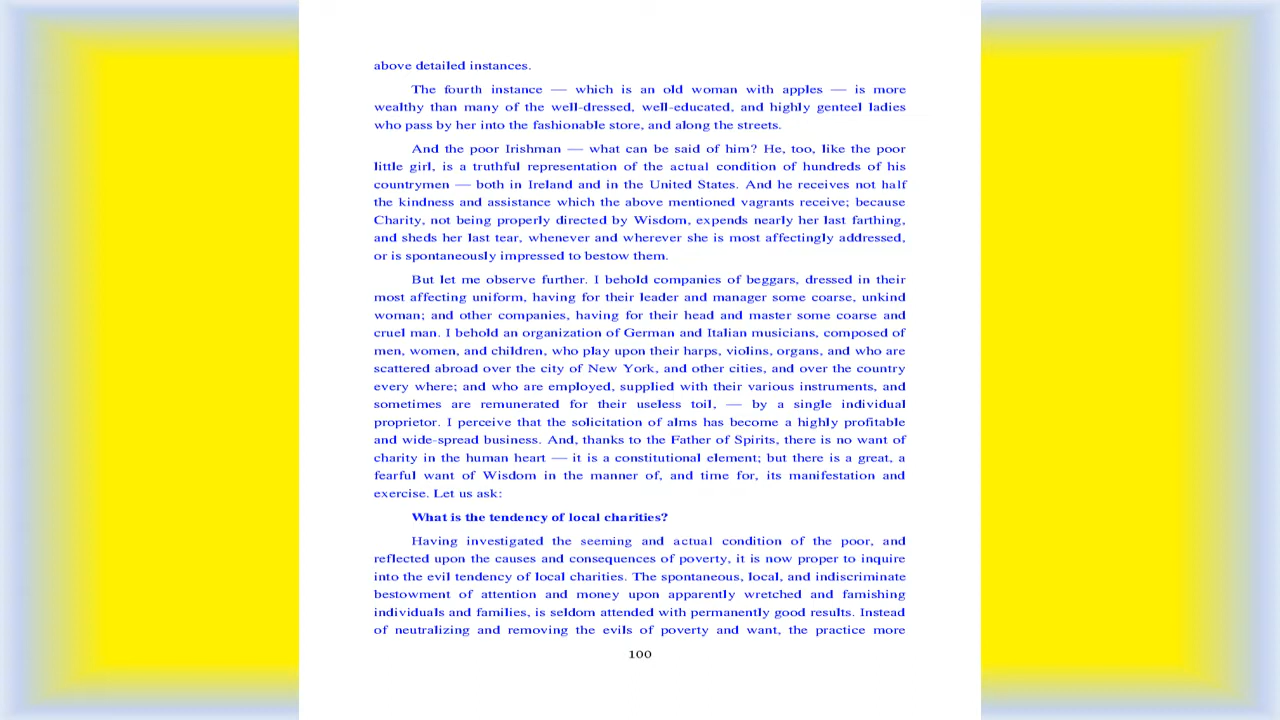 above detailed instances.
The fourth instance — which is an old woman with apples — is more
wealthy than many of the well-dressed, well-educated, and highly genteel ladies
who pass by her into the fashionable store, and along the streets.
And the poor Irishman — what can be said of him? He, too, like the poor
little girl, is a truthful representation of the actual condition of hundreds of his
countrymen — both in Ireland and in the United States. And he receives not half
the kindness and assistance which the above mentioned vagrants receive; because
Charity, not being properly directed by Wisdom, expends nearly her last farthing,
and sheds her last tear, whenever and wherever she is most affectingly addressed,
or is spontaneously impressed to bestow them.
But let me observe further. I behold companies of beggars, dressed in their
most affecting uniform, having for their leader and manager some coarse, unkind
woman; and other companies, having for their head and master some coarse and
cruel man. I behold an organization of German and Italian musicians, composed of
men, women, and children, who play upon their harps, violins, organs, and who are
scattered abroad over the city of New York, and other cities, and over the country
every where; and who are employed, supplied with their various instruments, and
sometimes are remunerated for their useless toil, — by a single individual
proprietor. I perceive that the solicitation of alms has become a highly profitable
and wide-spread business. And, thanks to the Father of Spirits, there is no want of
charity in the human heart — it is a constitutional element; but there is a great, a
fearful want of Wisdom in the manner of, and time for, its manifestation and
exercise. Let us ask:
What is the tendency of local charities?
Having investigated the seeming and actual condition of the poor, and
reflected upon the causes and consequences of poverty, it is now proper to inquire
into the evil tendency of local charities. The spontaneous, local, and indiscriminate
bestowment of attention and money upon apparently wretched and famishing
individuals and families, is seldom attended with permanently good results. Instead
of neutralizing and removing the evils of poverty and want, the practice more
100